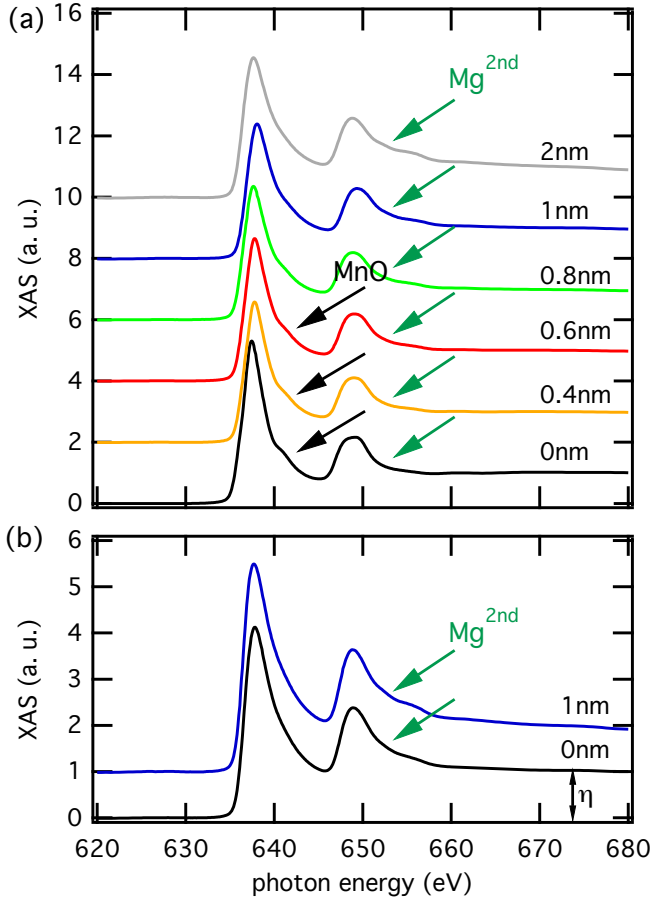 (a)
16
14
12
10
8
6
4
2
0
XAS (a. u.)
Mg2nd
2nm
1nm
0.8nm
MnO
0.6nm
0.4nm
0nm
(b)
6
5
4
3
2
1
0
XAS (a. u.)
Mg2nd
1nm
0nm
η
620 630 640 650 660 670 680
photon energy (eV)